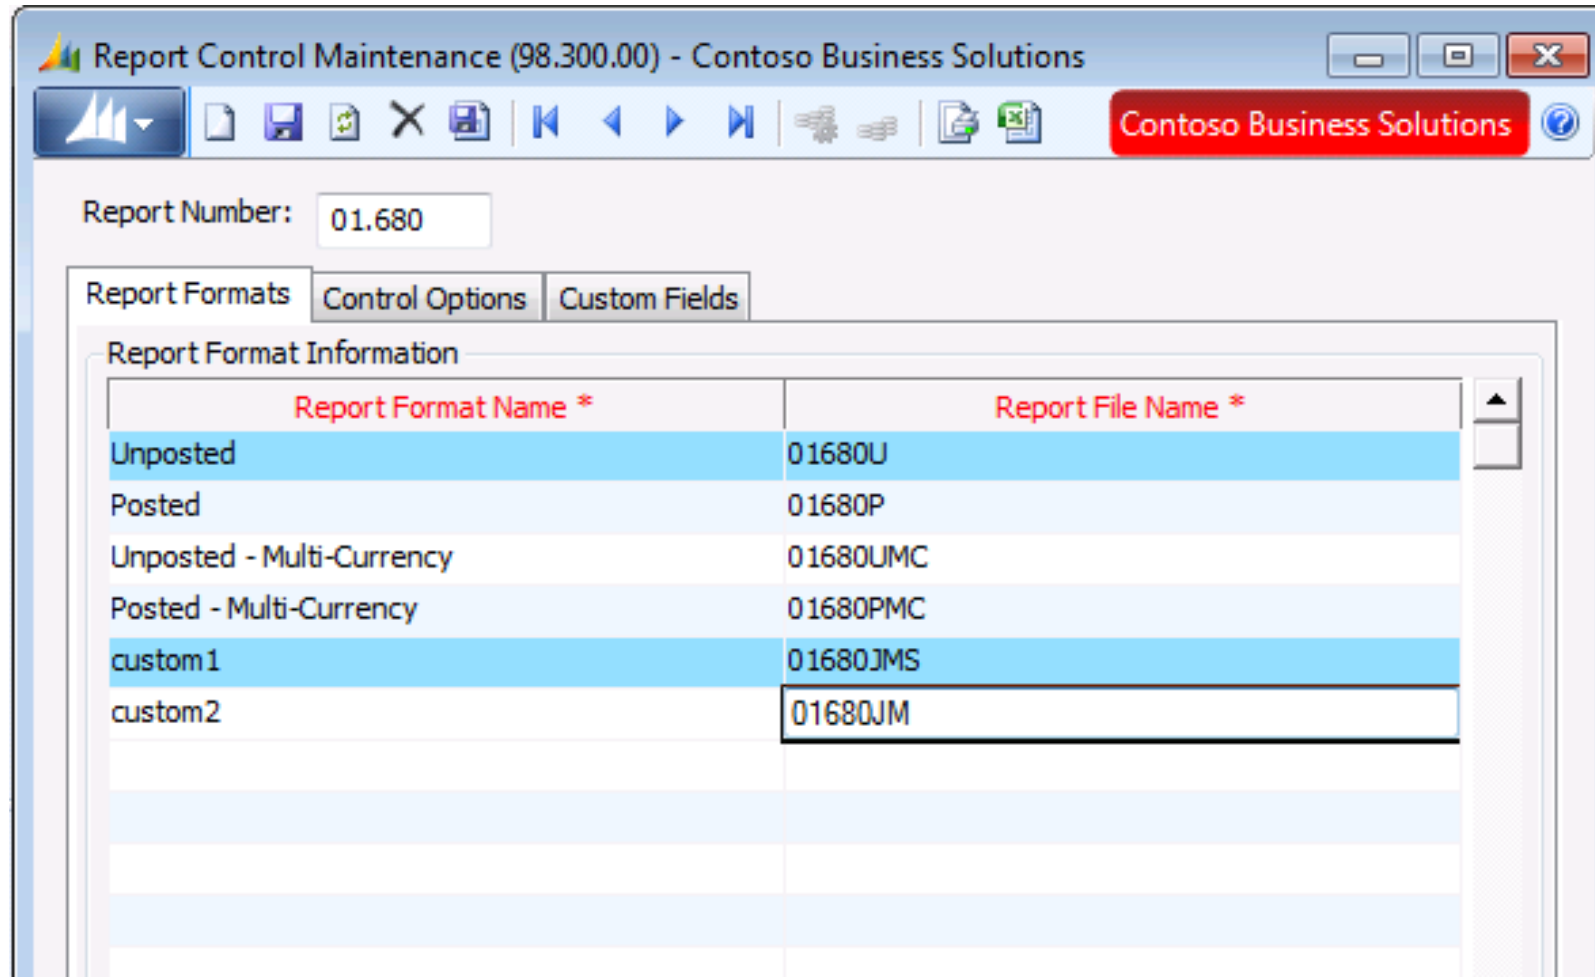 Report Control Maintenance (98.300.00) - Contoso Business Solutions
Contoso Business Solutions
Report Number: 01.680
Report Formats Control Options Custom Fields
Report Format Information
Report Format Name * Report File Name *
Unposted 01680U
Posted 01680P
Unposted - Multi-Currency 01680UMC
Posted - Multi-Currency 01680PMC
custom1 01680JMS
custom2 01680JM